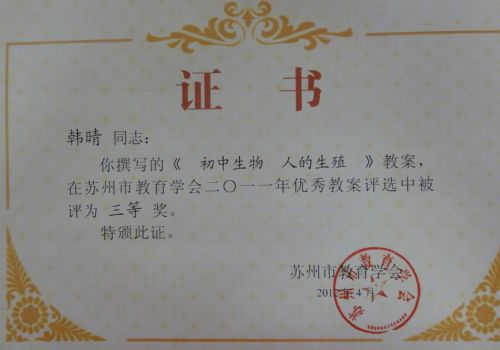 证书
韩晴 同志：
你撰写的《 初中生物 人的生殖 》教案，
在苏州市教育学会二〇一一年优秀教案评选中被
评为 三等 奖。
特颁此证。
苏州市教育学会
2012年4月
苏州市教育学会